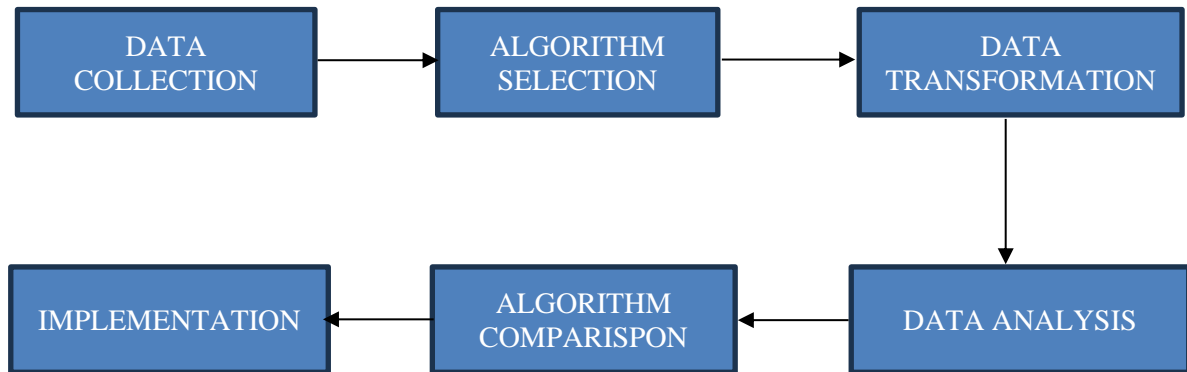 DATA
COLLECTION
ALGORITHM
SELECTION
DATA
TRANSFORMATION
IMPLEMENTATION
ALGORITHM
COMPARISPON
DATA ANALYSIS